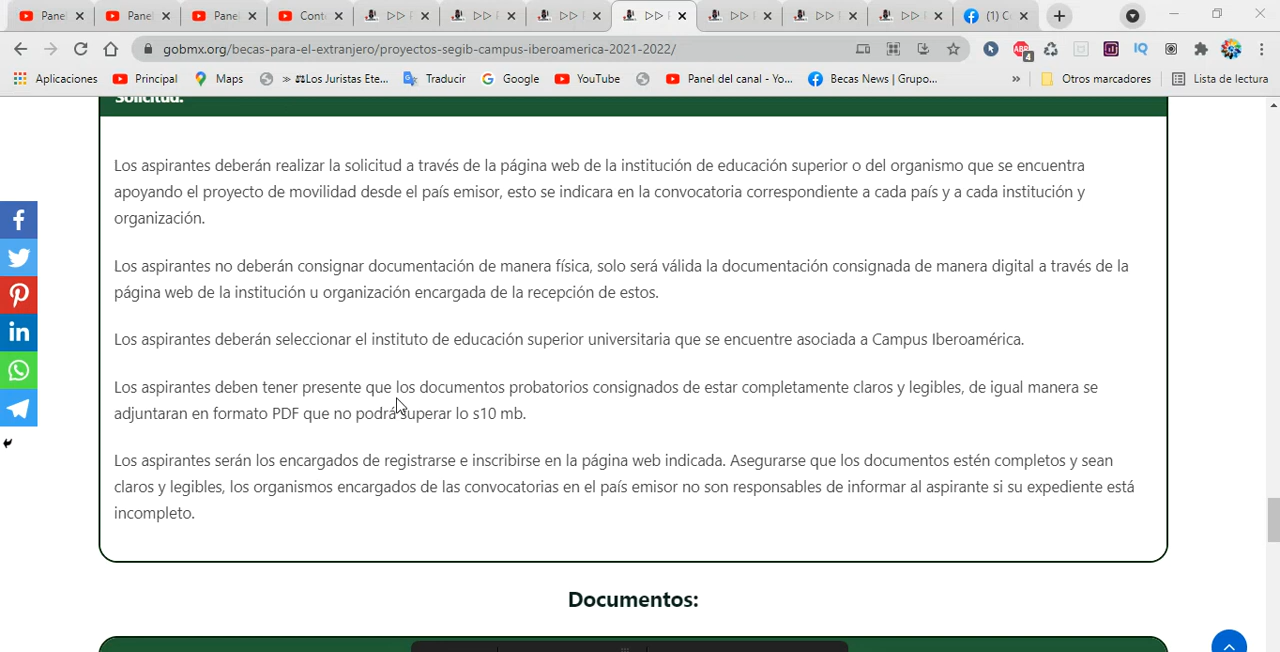 Panel
Panel
Panel
Conte
▷▷ F
▷▷ F
▷▷ F
▷▷ F
▷▷ F
▷▷ F
▷▷ F
(1) C
gobmx.org/becas-para-el-extranjero/proyectos-segib-campus-iberoamerica-2021-2022/
ABP
4
IQ
Aplicaciones
Principal
Maps
» ⚖Los Juristas Ete...
Traducir
Google
YouTube
Panel del canal - Yo...
Becas News | Grupo...
»
Otros marcadores
Lista de lectura
Solicitud:
Los aspirantes deberán realizar la solicitud a través de la página web de la institución de educación superior o del organismo que se encuentra
apoyando el proyecto de movilidad desde el país emisor, esto se indicara en la convocatoria correspondiente a cada país y a cada institución y
organización.
Los aspirantes no deberán consignar documentación de manera física, solo será válida la documentación consignada de manera digital a través de la
página web de la institución u organización encargada de la recepción de estos.
Los aspirantes deberán seleccionar el instituto de educación superior universitaria que se encuentre asociada a Campus Iberoamérica.
Los aspirantes deben tener presente que los documentos probatorios consignados de estar completamente claros y legibles, de igual manera se
adjuntaran en formato PDF que no podrá superar lo s10 mb.
Los aspirantes serán los encargados de registrarse e inscribirse en la página web indicada. Asegurarse que los documentos estén completos y sean
claros y legibles, los organismos encargados de las convocatorias en el país emisor no son responsables de informar al aspirante si su expediente está
incompleto.
Documentos: